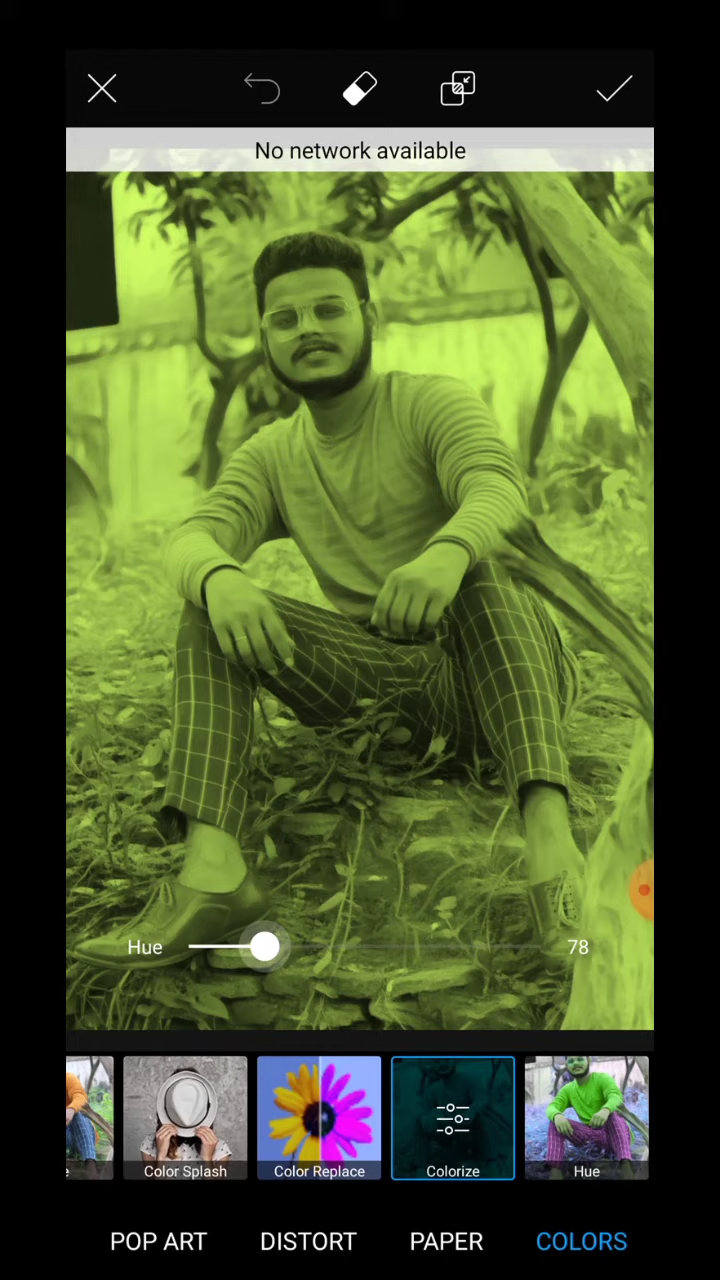 No network available
Hue 78
e Color Splash Color Replace Colorize Hue
POP ART DISTORT PAPER COLORS